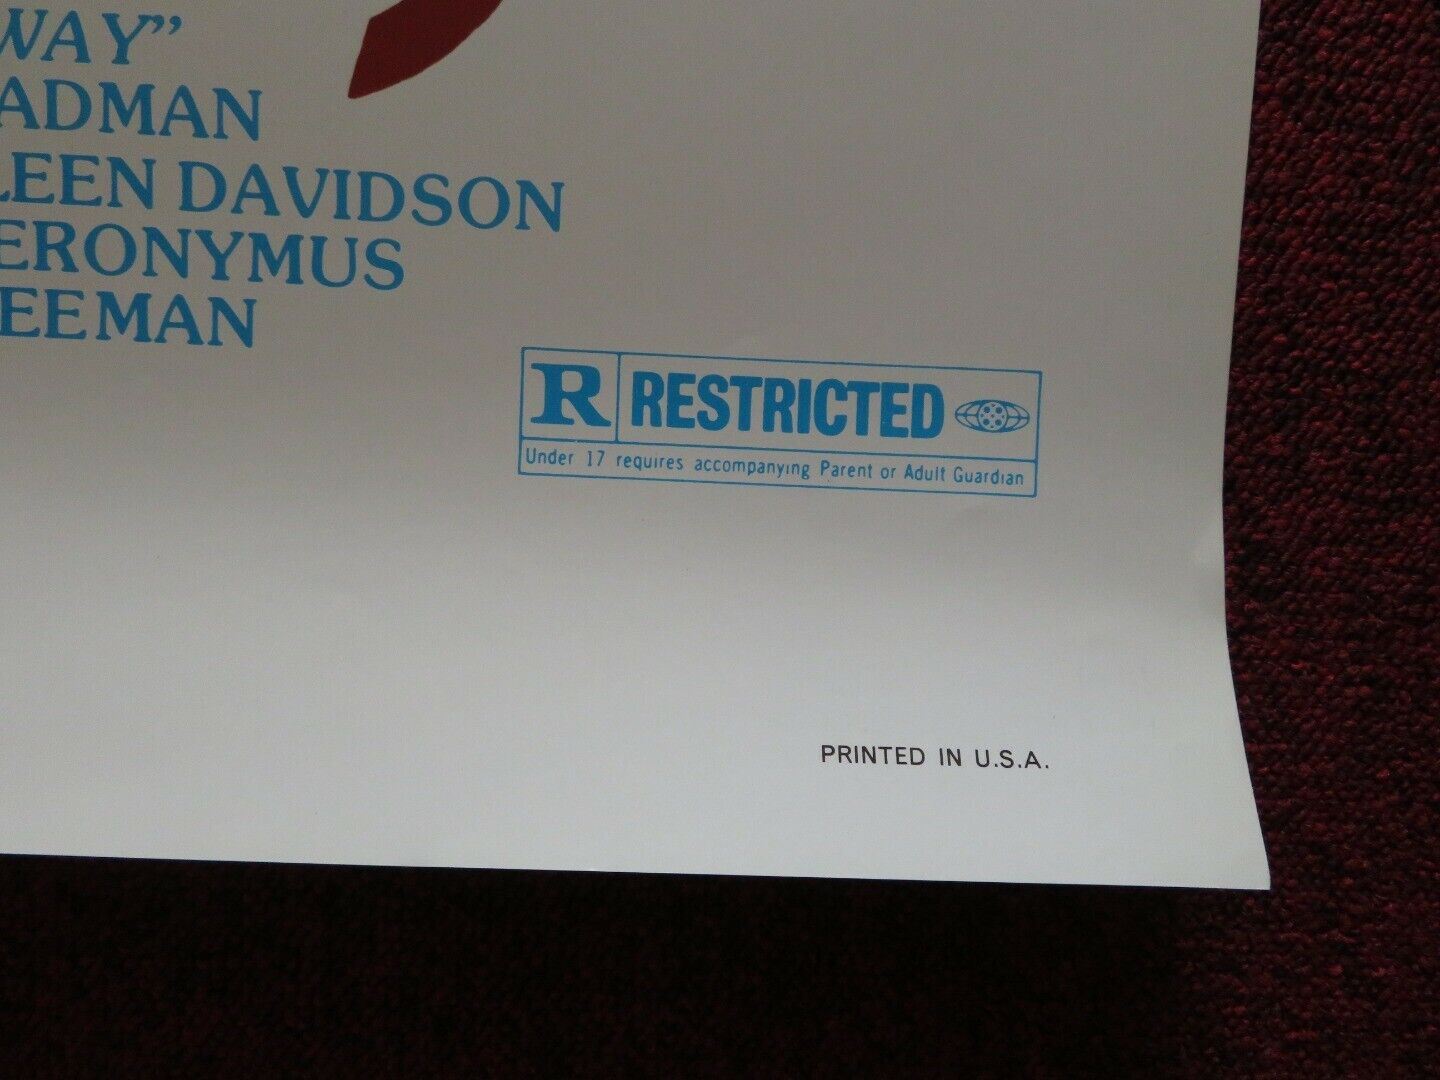 WAY”
ADMAN
LEEN DAVIDSON
ERONYMUS
EEMAN
R RESTRICTED
Under 17 requires accompanying Parent or Adult Guardian
PRINTED IN U.S.A.